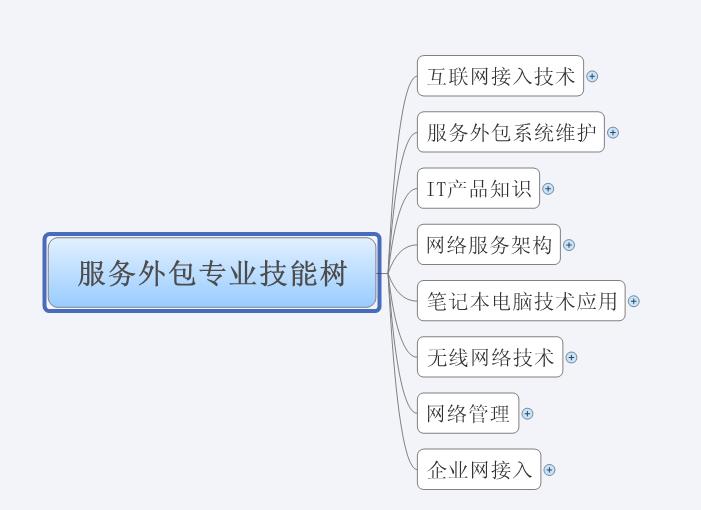 服务外包专业技能树
互联网接入技术
服务外包系统维护
IT产品知识
网络服务架构
笔记本电脑技术应用
无线网络技术
网络管理
企业网接入